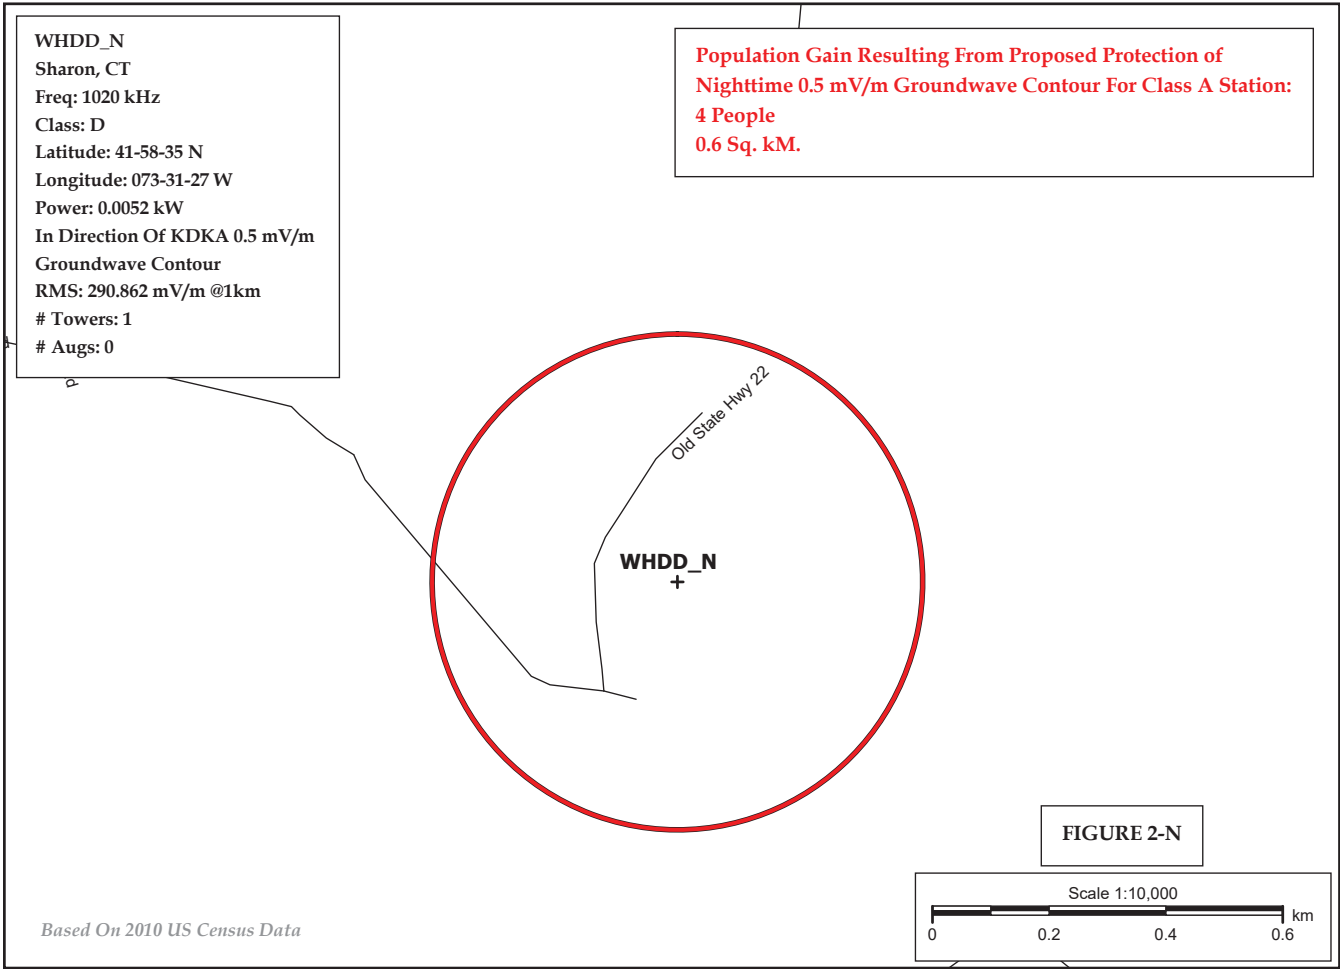 WHDD_N
Sharon, CT
Freq: 1020 kHz
Class: D
Latitude: 41-58-35 N
Longitude: 073-31-27 W
Power: 0.0052 kW
In Direction Of KDKA 0.5 mV/m
Groundwave Contour
RMS: 290.862 mV/m @1km
# Towers: 1
# Augs: 0
Population Gain Resulting From Proposed Protection of
Nighttime 0.5 mV/m Groundwave Contour For Class A Station:
4 People
0.6 Sq. kM.
Old State Hwy 22
WHDD_N
FIGURE 2-N
Scale 1:10,000
km
0 0.2 0.4 0.6
Based On 2010 US Census Data